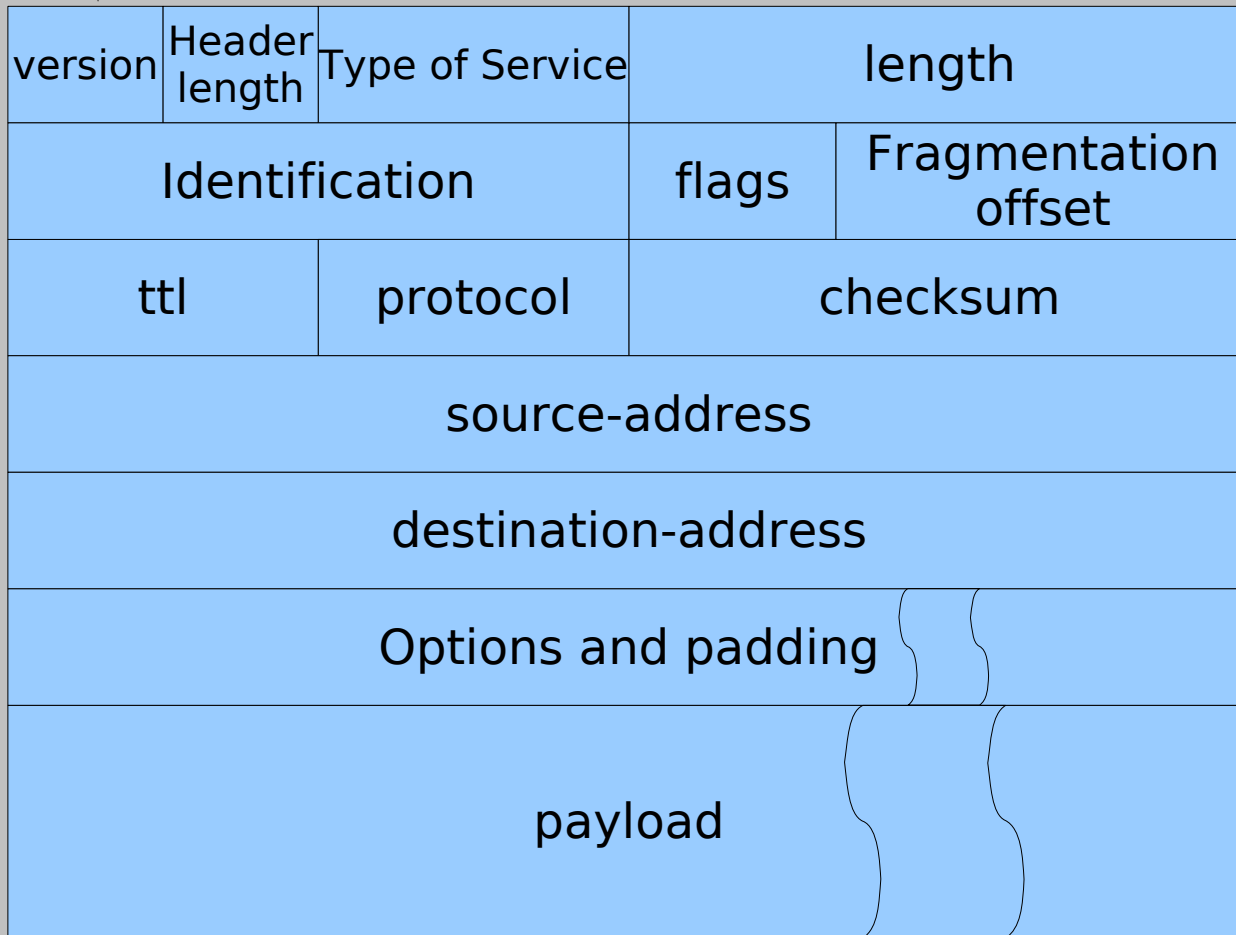 version
Header
length
Type of Service
length
Identification
flags
Fragmentation
offset
ttl
protocol
checksum
source-address
destination-address
Options and padding
payload